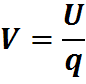 V = U/q